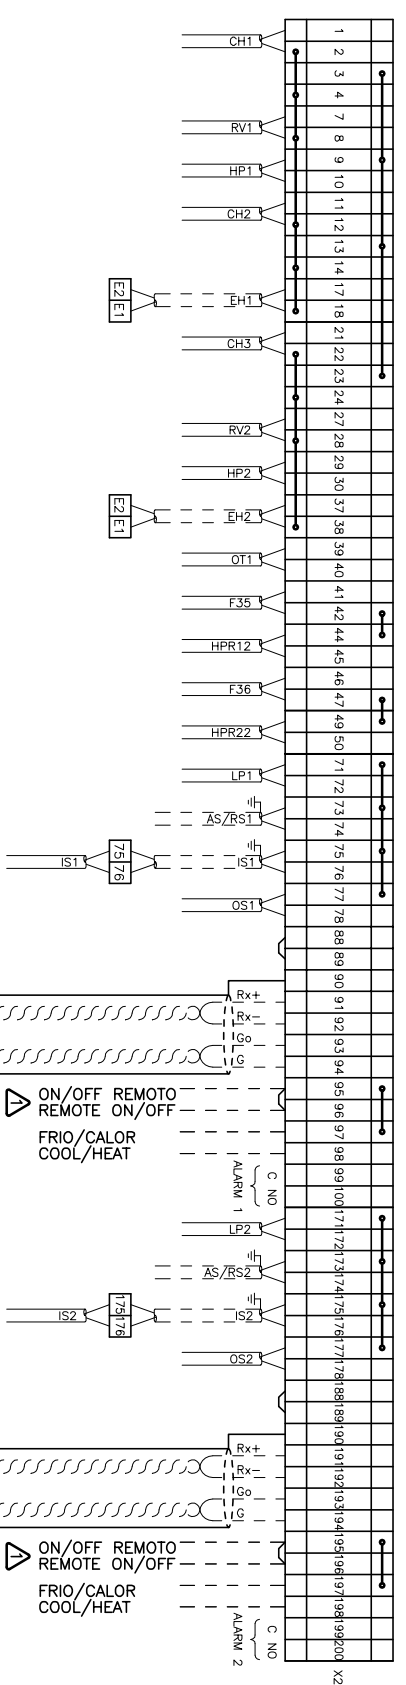 1
CH1
2
3
4
7
RV1
8
9
HP1
10
11
CH2
12
13
14
17
E2 E1
EH1
18
21
CH3
22
23
24
27
RV2
28
29
HP2
30
37
E2 E1
EH2
38
39
OT1
40
41
F35
42
44
HPR12
45
46
F36
47
49
HPR22
50
71
LP1
72
73
AS/RS1
74
75
IS1
75 76
IS1
76
77
OS1
78
88
89
90
Rx+
91
Rx-
92
Go
93
G
94
95
ON/OFF REMOTO
REMOTE ON/OFF
1
96
97
FRIO/CALOR
COOL/HEAT
98
99
100
C NO
ALARM 1
171
LP2
172
173
AS/RS2
174
175
IS2
175 176
IS2
176
177
OS2
178
188
189
190
Rx+
191
Rx-
192
Go
193
G
194
195
ON/OFF REMOTO
REMOTE ON/OFF
1
196
197
FRIO/CALOR
COOL/HEAT
198
199
200
C NO
ALARM 2
X2